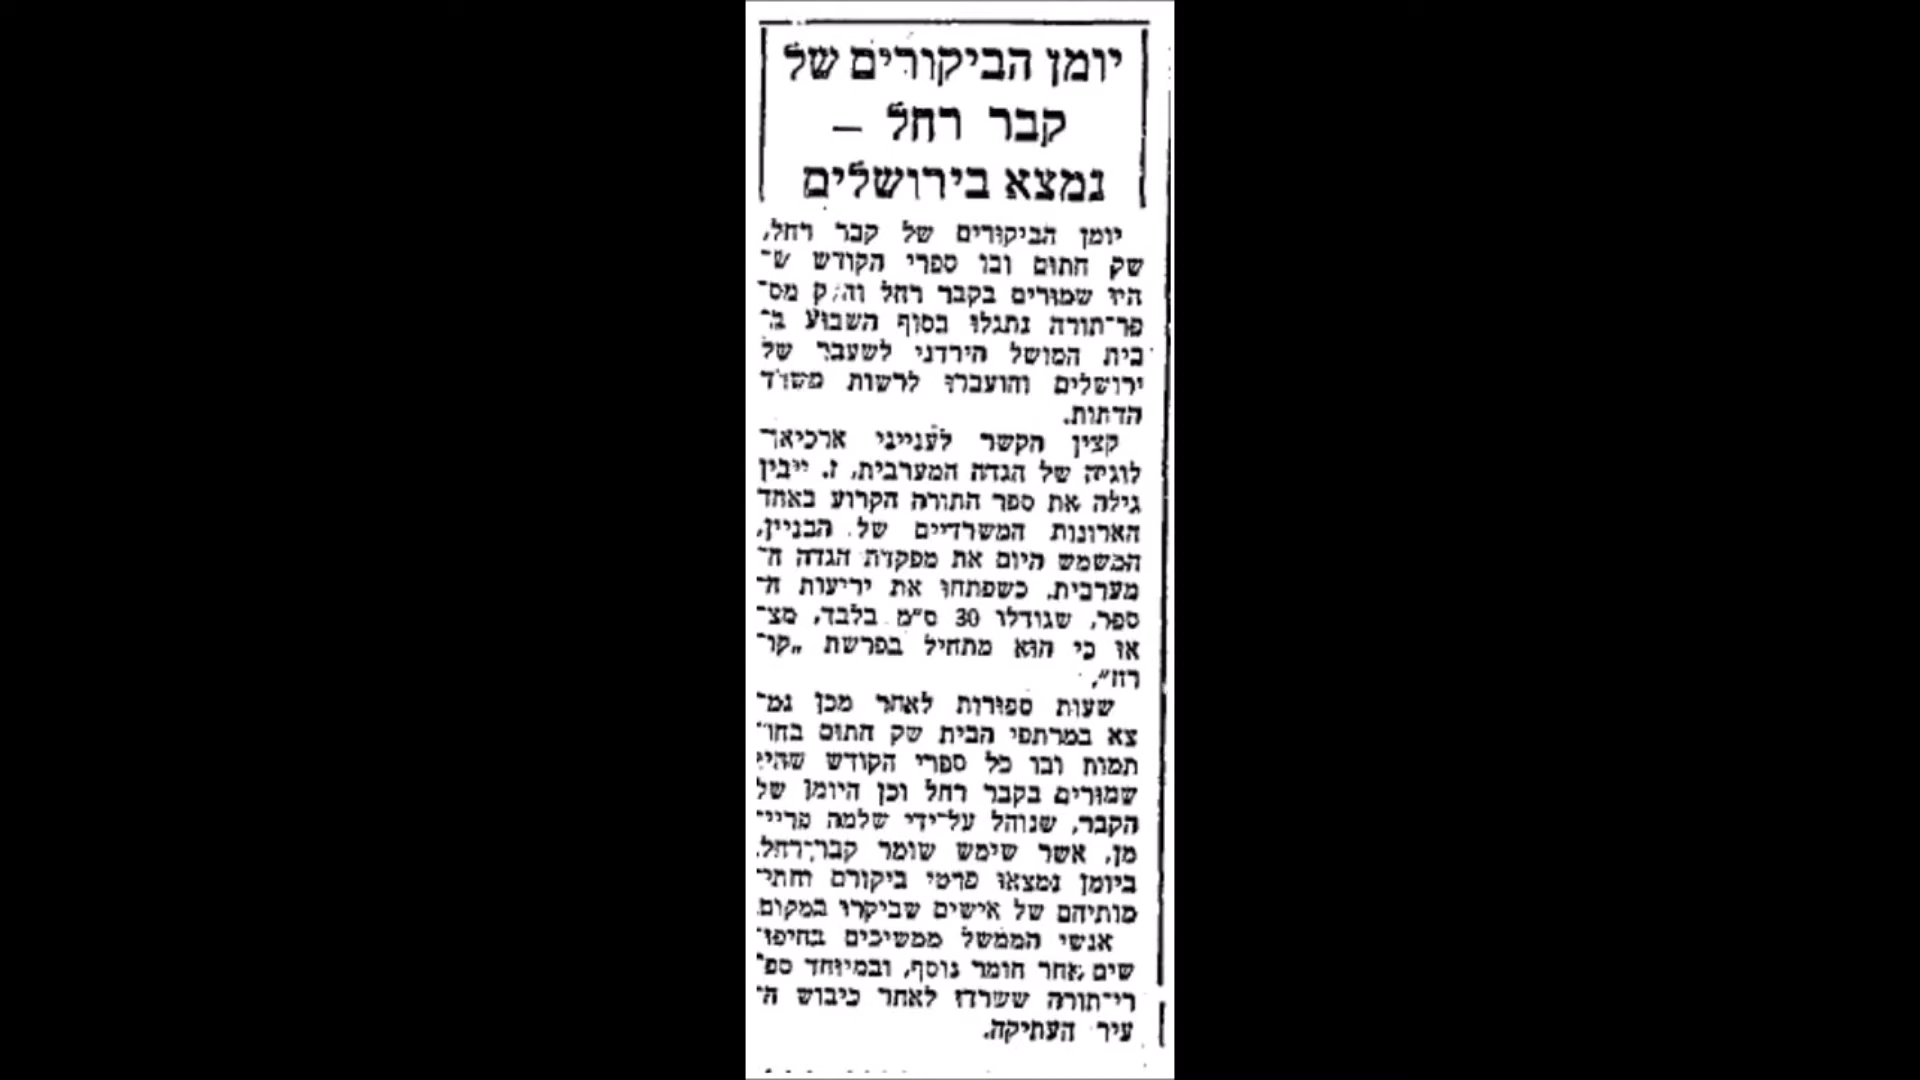 יומן הביקורים של
קבר רחל –
נמצא בירושלים
יומן הביקורים של קבר רחל,
שק חתום ובו ספרי הקודש ש־
היו שמורים בקבר רחל מס־
פר־תורה נתגלו בסוף השבוע ב־
בית המושל הירדני לשעבר של
ירושלים והועברו לרשות משרד
הדתות.
קצין הקשר לענייני ארכיאו־
לוגיה של הגדה המערבית, ז. ייבין
גילה את ספר התורה הקרוע באחד
הארונות המשרדיים של הבניין,
המשמש היום את מפקדת הגדה ה־
מערבית. כשפתחו את יריעות ה־
ספר, שגודלו 30 ס״מ בלבד, מצ־
או כי הוא מתחיל בפרשת „קו־
רח״.
שעות ספורות לאחר מכן נמ־
צא במרתפי הבית שק חתום בחו־
תמות ובו כל ספרי הקודש שהיו
שמורים בקבר רחל וכן היומן של
הקבר, שנוהל על־ידי שלמה פריי־
מן, אשר שימש שומר קבר־רחל.
ביומן נמצאו פרטי ביקורם וחתי־
מותיהם של אישים שביקרו במקום.
אנשי הממשל ממשיכים בחיפו־
שים אחר חומר נוסף, ובמיוחד ספ־
רי־תורה ששרדו לאחר כיבוש ה־
עיר העתיקה.